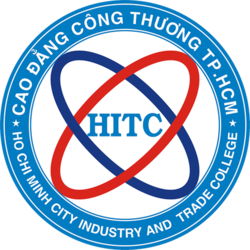 CAO ĐẲNG CÔNG THƯƠNG TP.HCM
HITC
HO CHI MINH CITY INDUSTRY AND TRADE COLLEGE